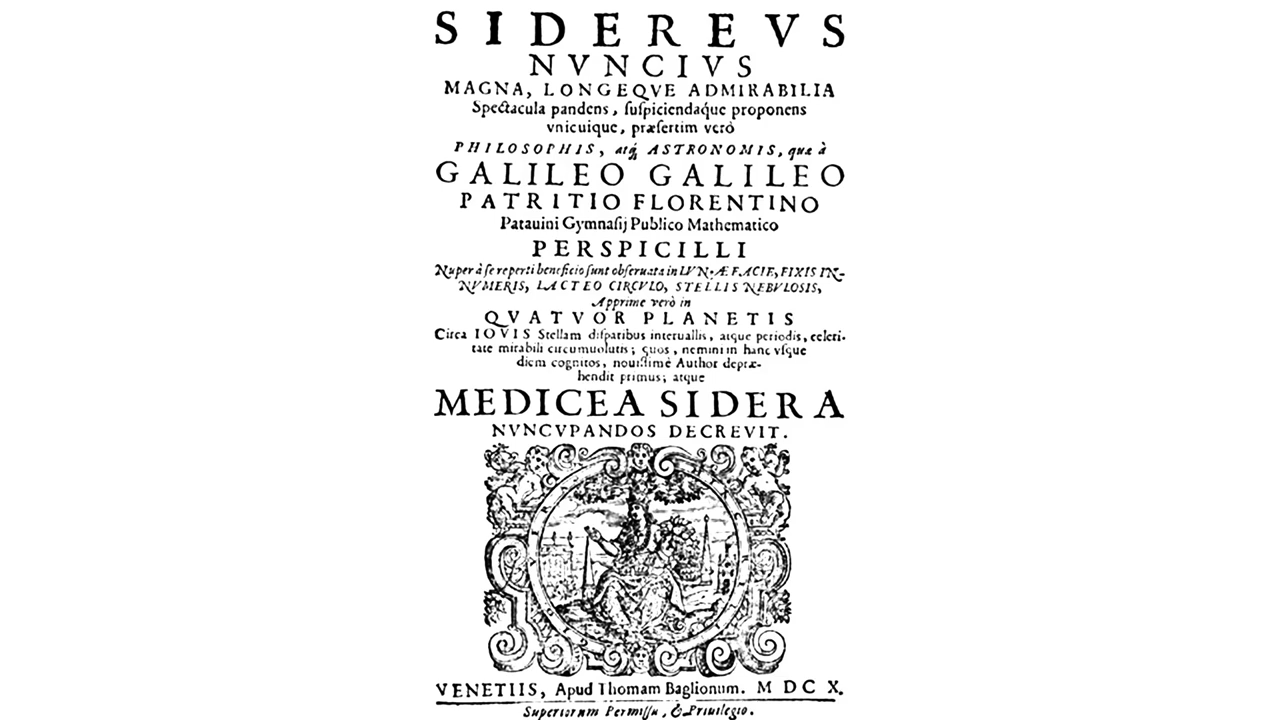 SIDEREVS
NVNCIVS
MAGNA, LONGEQVE ADMIRABILIA
Spectacula pandens, ſuſpiciendáque proponens
vnicuique, præſertim verò
PHILOSOPHIS, atq́ ASTRONOMIS, quæ à
GALILEO GALILEO
PATRITIO FLORENTINO
Patauini Gymnaſij Publico Mathematico
PERSPICILLI
Nuper à ſe reperti beneficio ſunt obſeruata in LVNÆ FACIE, FIXIS IN-
NVMERIS, LACTEO CIRCVLO, STELLIS NEBVLOSIS,
Apprime verò in
QVATVOR PLANETIS
Circa IOVIS Stellam diſparibus interuallis, atque periodis, celeri-
tate mirabili circumuolutis; quos, nemini in hanc vſque
diem cognitos, nouiſſimè Author depræ-
hendit primus; atque
MEDICEA SIDERA
NVNCVPANDOS DECREVIT.
VENETIIS, Apud Thomam Baglionum. M DC X.
Superiorum Permiſſu, & Priuilegio.